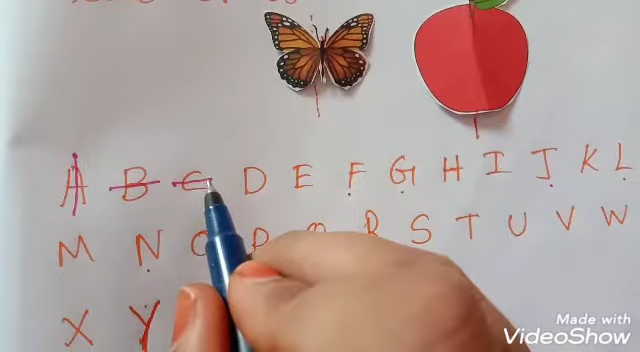 A B C D E F G H I J K L
M N O P Q R S T U V W
X Y
Made with
VideoShow